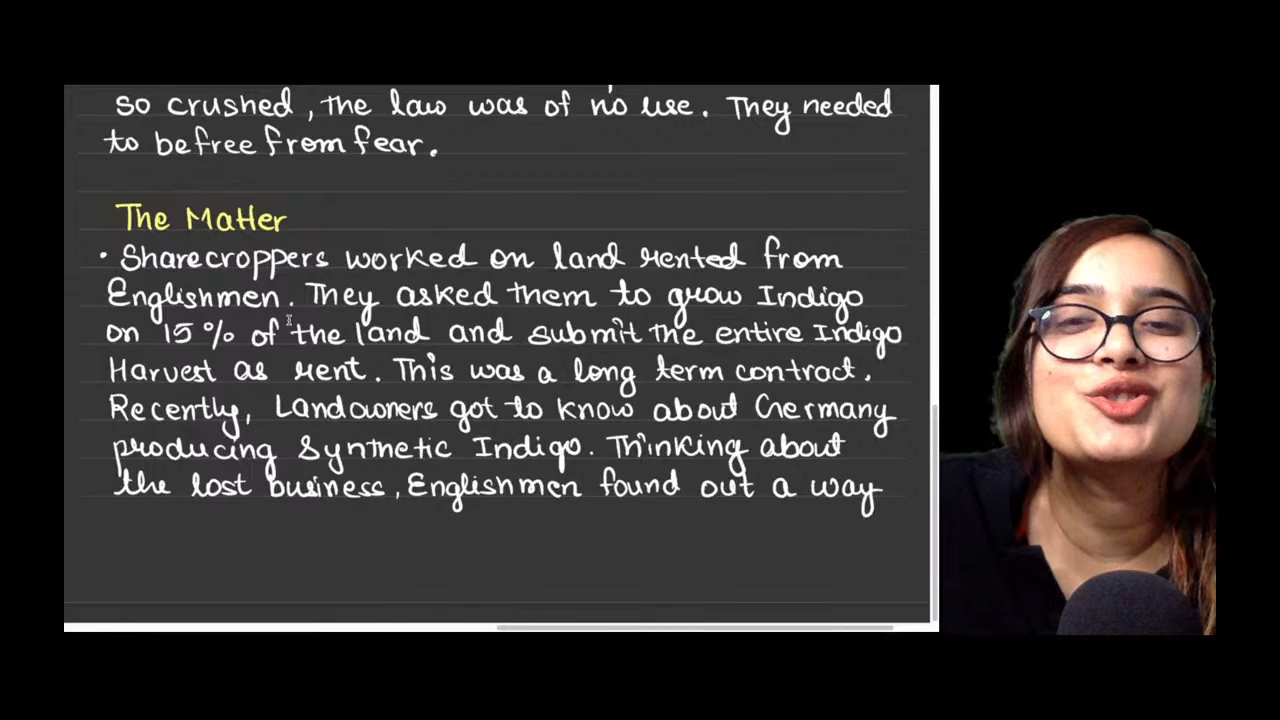 so crushed, the law was of no use. They needed
to be free from fear.
The Matter
• Sharecroppers worked on land rented from
Englishmen. They asked them to grow Indigo
on 15% of the land and submit the entire Indigo
Harvest as rent. This was a long term contract.
Recently, Landowners got to know about Germany
producing Synthetic Indigo. Thinking about
the lost business, Englishmen found out a way